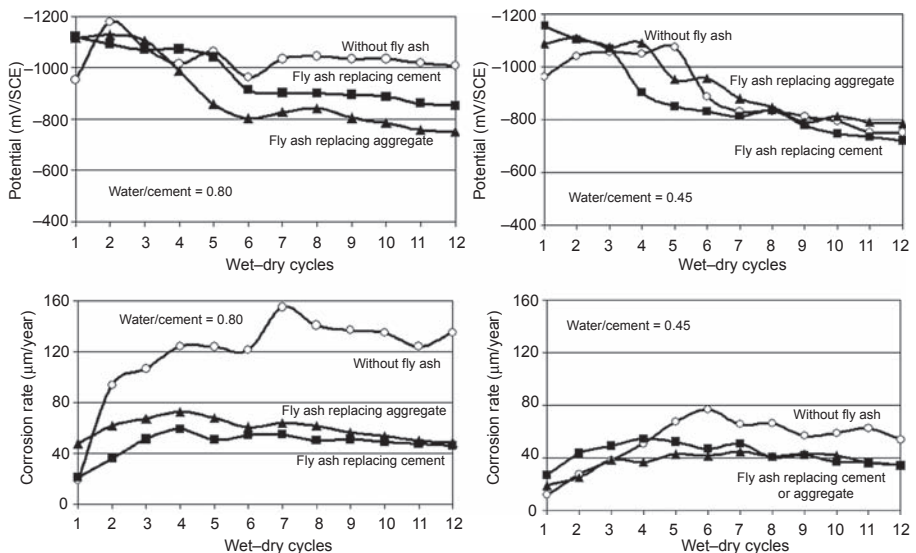 –1200
–1000
–800
–600
–400
Potential (mV/SCE)
Without fly ash
Fly ash replacing cement
Fly ash replacing aggregate
Water/cement = 0.80
1 2 3 4 5 6 7 8 9 10 11 12
Wet–dry cycles
–1200
–1000
–800
–600
–400
Potential (mV/SCE)
Without fly ash
Fly ash replacing aggregate
Fly ash replacing cement
Water/cement = 0.45
1 2 3 4 5 6 7 8 9 10 11 12
Wet–dry cycles
160
120
80
40
0
Corrosion rate (μm/year)
Water/cement = 0.80
Without fly ash
Fly ash replacing aggregate
Fly ash replacing cement
1 2 3 4 5 6 7 8 9 10 11 12
Wet–dry cycles
160
120
80
40
0
Corrosion rate (μm/year)
Water/cement = 0.45
Without fly ash
Fly ash replacing cement
or aggregate
1 2 3 4 5 6 7 8 9 10 11 12
Wet–dry cycles